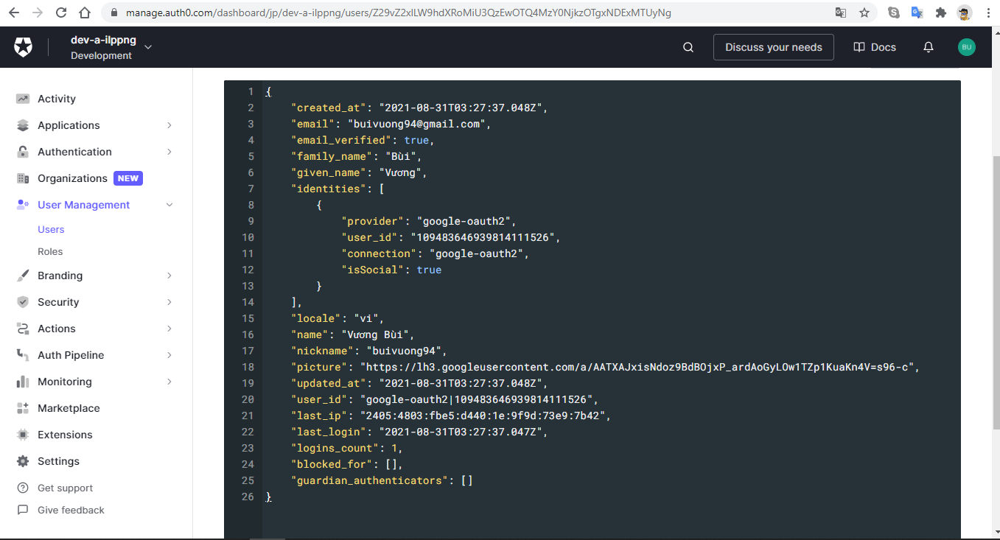 manage.auth0.com/dashboard/jp/dev-a-ilppng/users/Z29vZ2xlLW9hdXRoMiU3QzEwOTQ4MzY0NjkzOTgxNDExMTUyNg
dev-a-ilppng
Development
Discuss your needs
Docs
BU
Activity
Applications
Authentication
Organizations NEW
User Management
Users
Roles
Branding
Security
Actions
Auth Pipeline
Monitoring
Marketplace
Extensions
Settings
Get support
Give feedback
1 {
2 "created_at": "2021-08-31T03:27:37.048Z",
3 "email": "buivuong94@gmail.com",
4 "email_verified": true,
5 "family_name": "Bùi",
6 "given_name": "Vương",
7 "identities": [
8 {
9 "provider": "google-oauth2",
10 "user_id": "109483646939814111526",
11 "connection": "google-oauth2",
12 "isSocial": true
13 }
14 ],
15 "locale": "vi",
16 "name": "Vương Bùi",
17 "nickname": "buivuong94",
18 "picture": "https://lh3.googleusercontent.com/a/AATXAJxisNdoz9BdBOjxP_ardAoGyLOw1TZp1KuaKn4V=s96-c",
19 "updated_at": "2021-08-31T03:27:37.048Z",
20 "user_id": "google-oauth2|109483646939814111526",
21 "last_ip": "2405:4803:fbe5:d440:1e:9f9d:73e9:7b42",
22 "last_login": "2021-08-31T03:27:37.047Z",
23 "logins_count": 1,
24 "blocked_for": [],
25 "guardian_authenticators": []
26 }